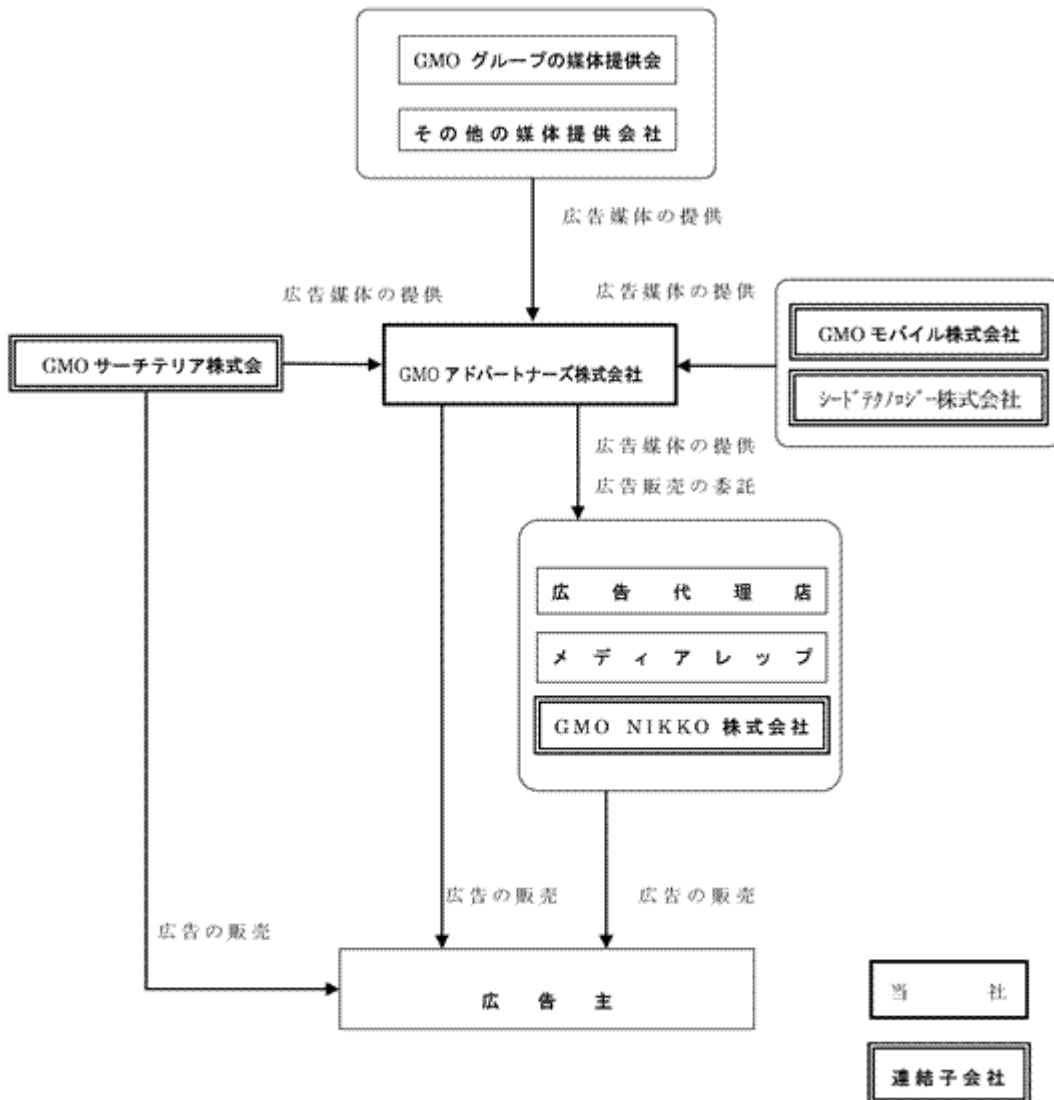 GMO グループの媒体提供会
その他の媒体提供会社
広告媒体の提供
広告媒体の提供
広告媒体の提供
GMO サーチテリア株式会
GMO アドパートナーズ株式会社
GMO モバイル株式会社
シードテクノロジー株式会社
広告媒体の提供
広告販売の委託
広告代理店
メディアレップ
GMO NIKKO 株式会社
広告の販売
広告の販売
広告の販売
広告主
当社
連結子会社